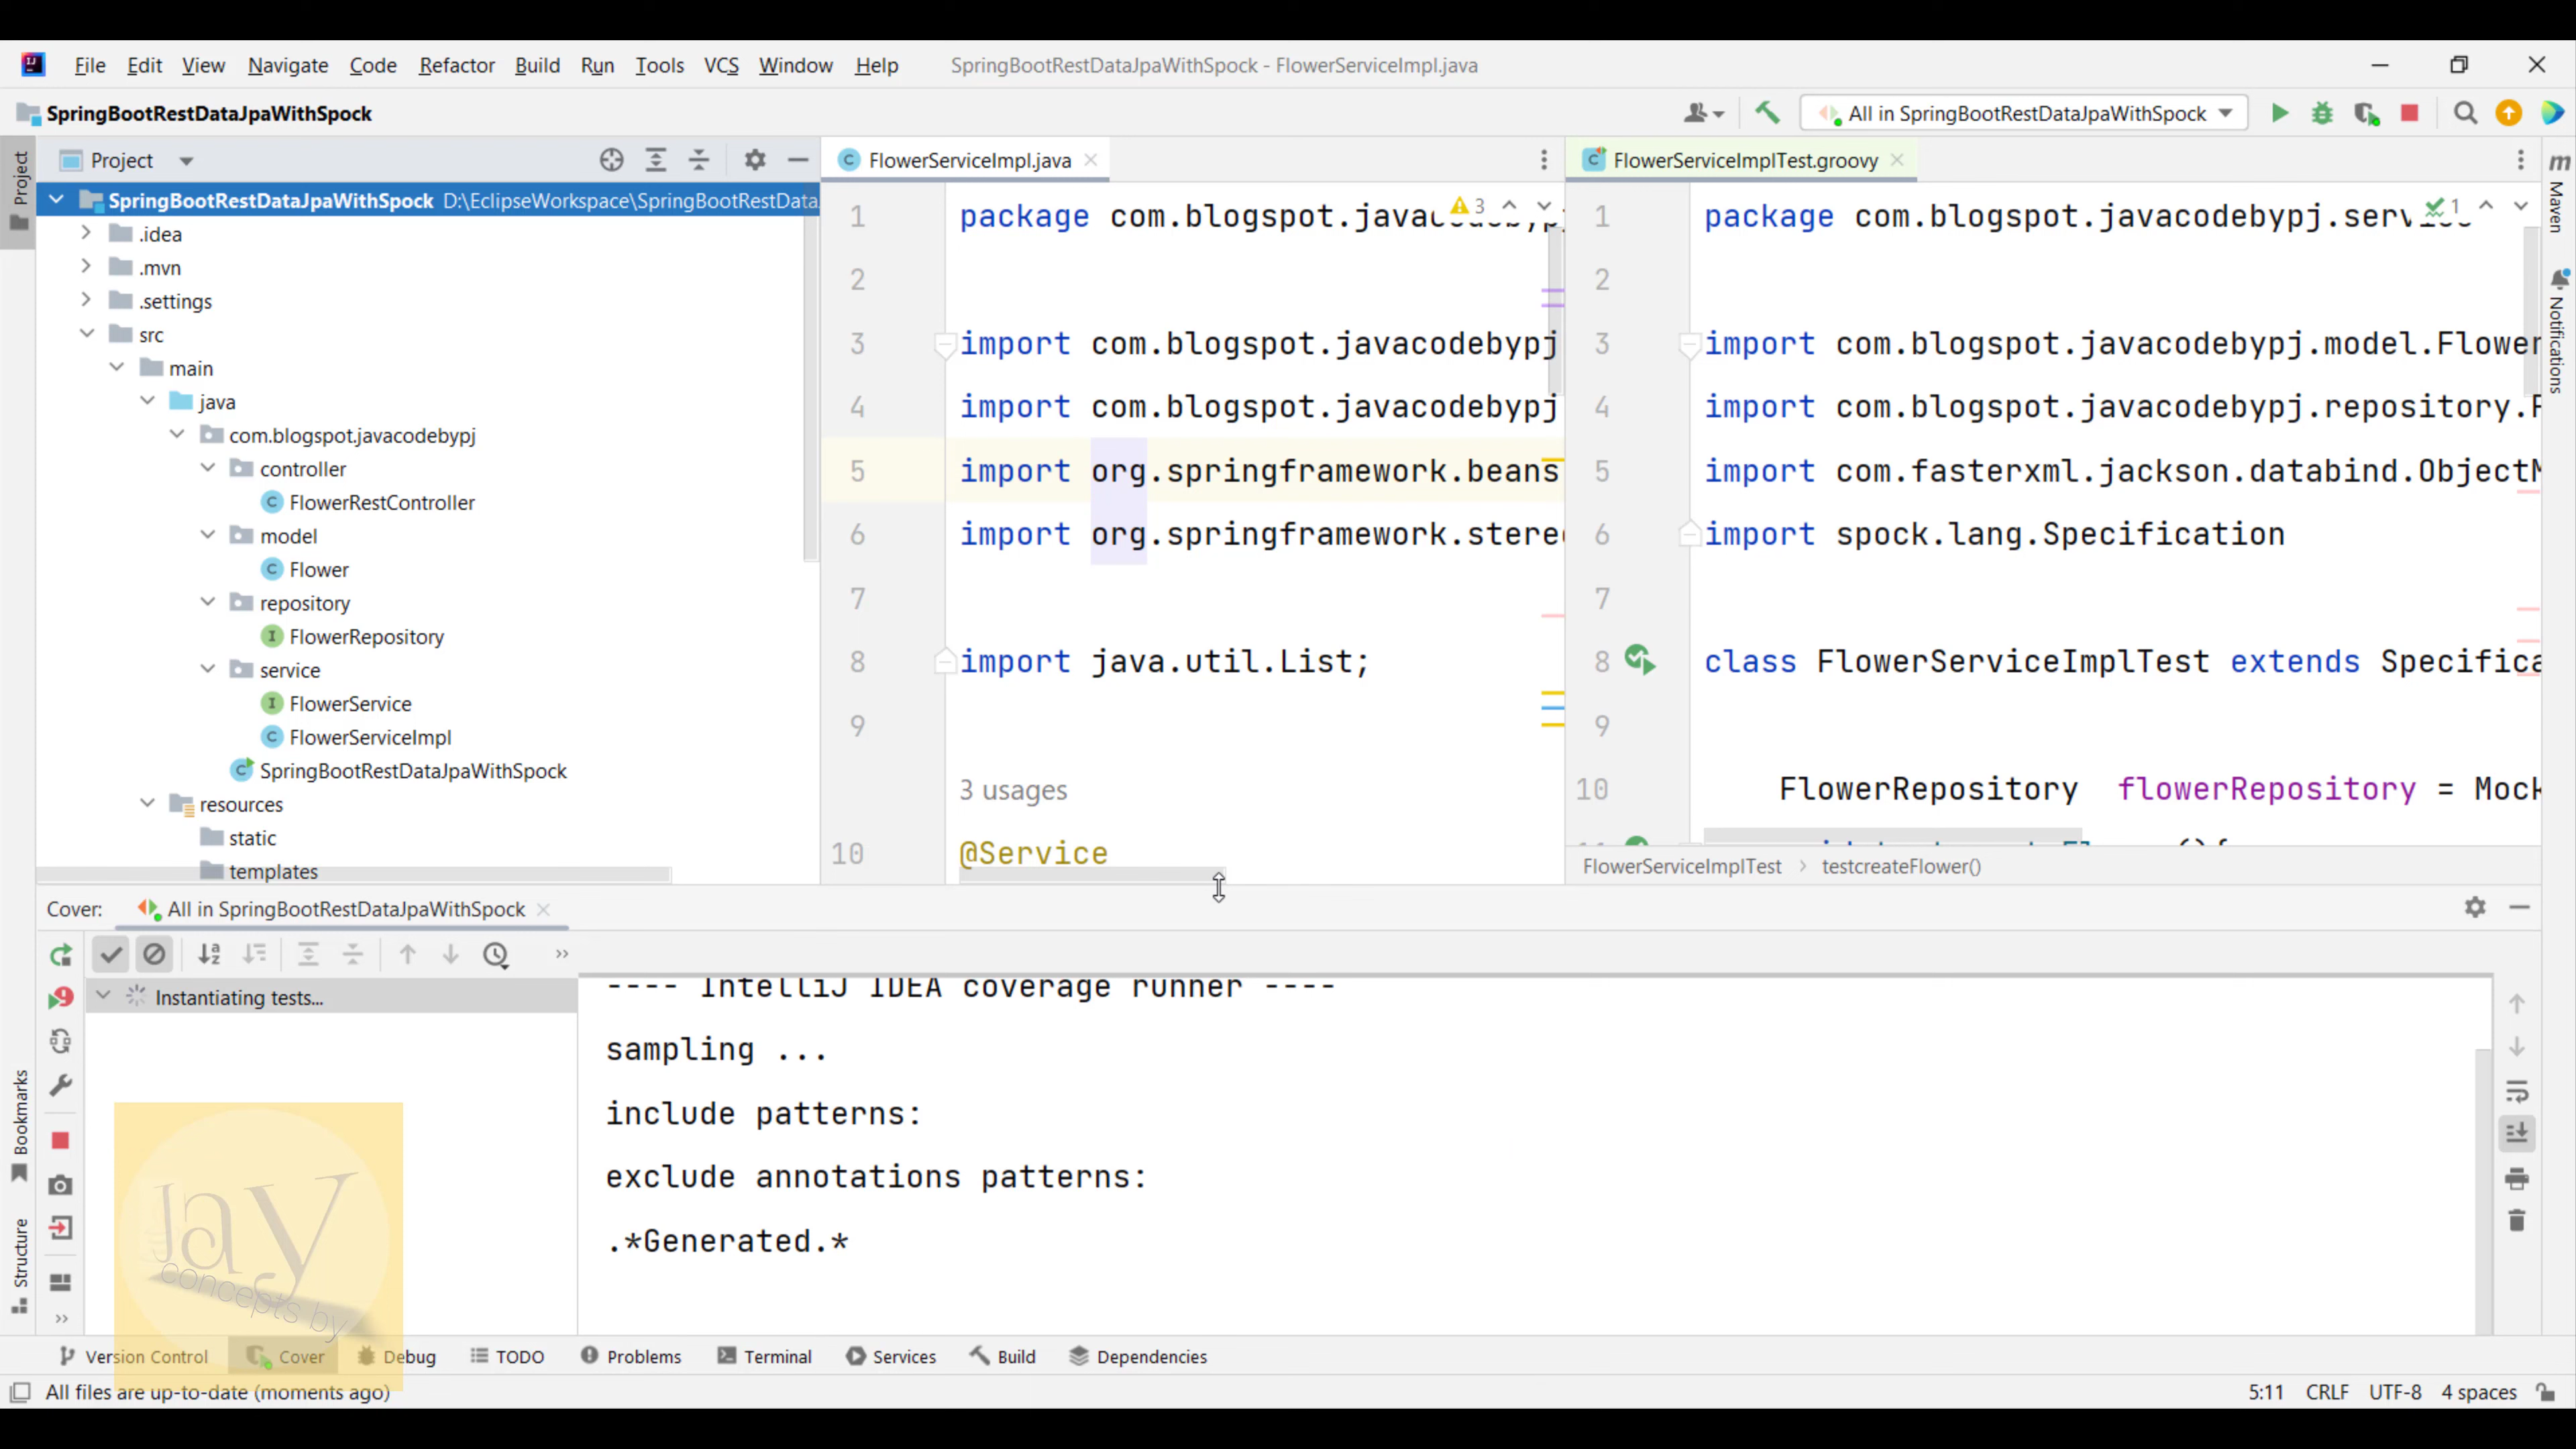 File Edit View Navigate Code Refactor Build Run Tools VCS Window Help SpringBootRestDataJpaWithSpock - FlowerServiceImpl.java
SpringBootRestDataJpaWithSpock
All in SpringBootRestDataJpaWithSpock
Project
SpringBootRestDataJpaWithSpock D:\EclipseWorkspace\SpringBootRestData
.idea
.mvn
.settings
src
main
java
com.blogspot.javacodebypj
controller
FlowerRestController
model
Flower
repository
FlowerRepository
service
FlowerService
FlowerServiceImpl
SpringBootRestDataJpaWithSpock
resources
static
templates
FlowerServiceImpl.java
3
1 package com.blogspot.javacodebypj
2
3 import com.blogspot.javacodebypj
4 import com.blogspot.javacodebypj
5 import org.springframework.beans
6 import org.springframework.stere
7
8 import java.util.List;
9
3 usages
10 @Service
FlowerServiceImplTest.groovy
1
1 package com.blogspot.javacodebypj.service
2
3 import com.blogspot.javacodebypj.model.Flower
4 import com.blogspot.javacodebypj.repository.F
5 import com.fasterxml.jackson.databind.ObjectM
6 import spock.lang.Specification
7
8 class FlowerServiceImplTest extends Specifica
9
10 FlowerRepository flowerRepository = Mock
FlowerServiceImplTest > testcreateFlower()
Project
Bookmarks
Structure
Maven
Notifications
Cover: All in SpringBootRestDataJpaWithSpock
Instantiating tests...
---- IntelliJ IDEA coverage runner ----
sampling ...
include patterns:
exclude annotations patterns:
.*Generated.*
Jay
concepts by
Version Control Cover Debug TODO Problems Terminal Services Build Dependencies
All files are up-to-date (moments ago)
5:11 CRLF UTF-8 4 spaces